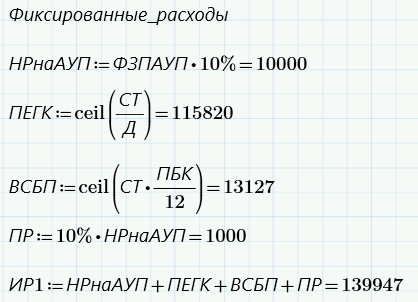 Фиксированные_расходы
НРнаАУП:=ФЗПАУП·10%=10000
ПЕГК:=ceil(СТ/Д)=115820
ВСБП:=ceil(СТ·ПБК/12)=13127
ПР:=10%·НРнаАУП=1000
ИР1:=НРнаАУП+ПЕГК+ВСБП+ПР=139947